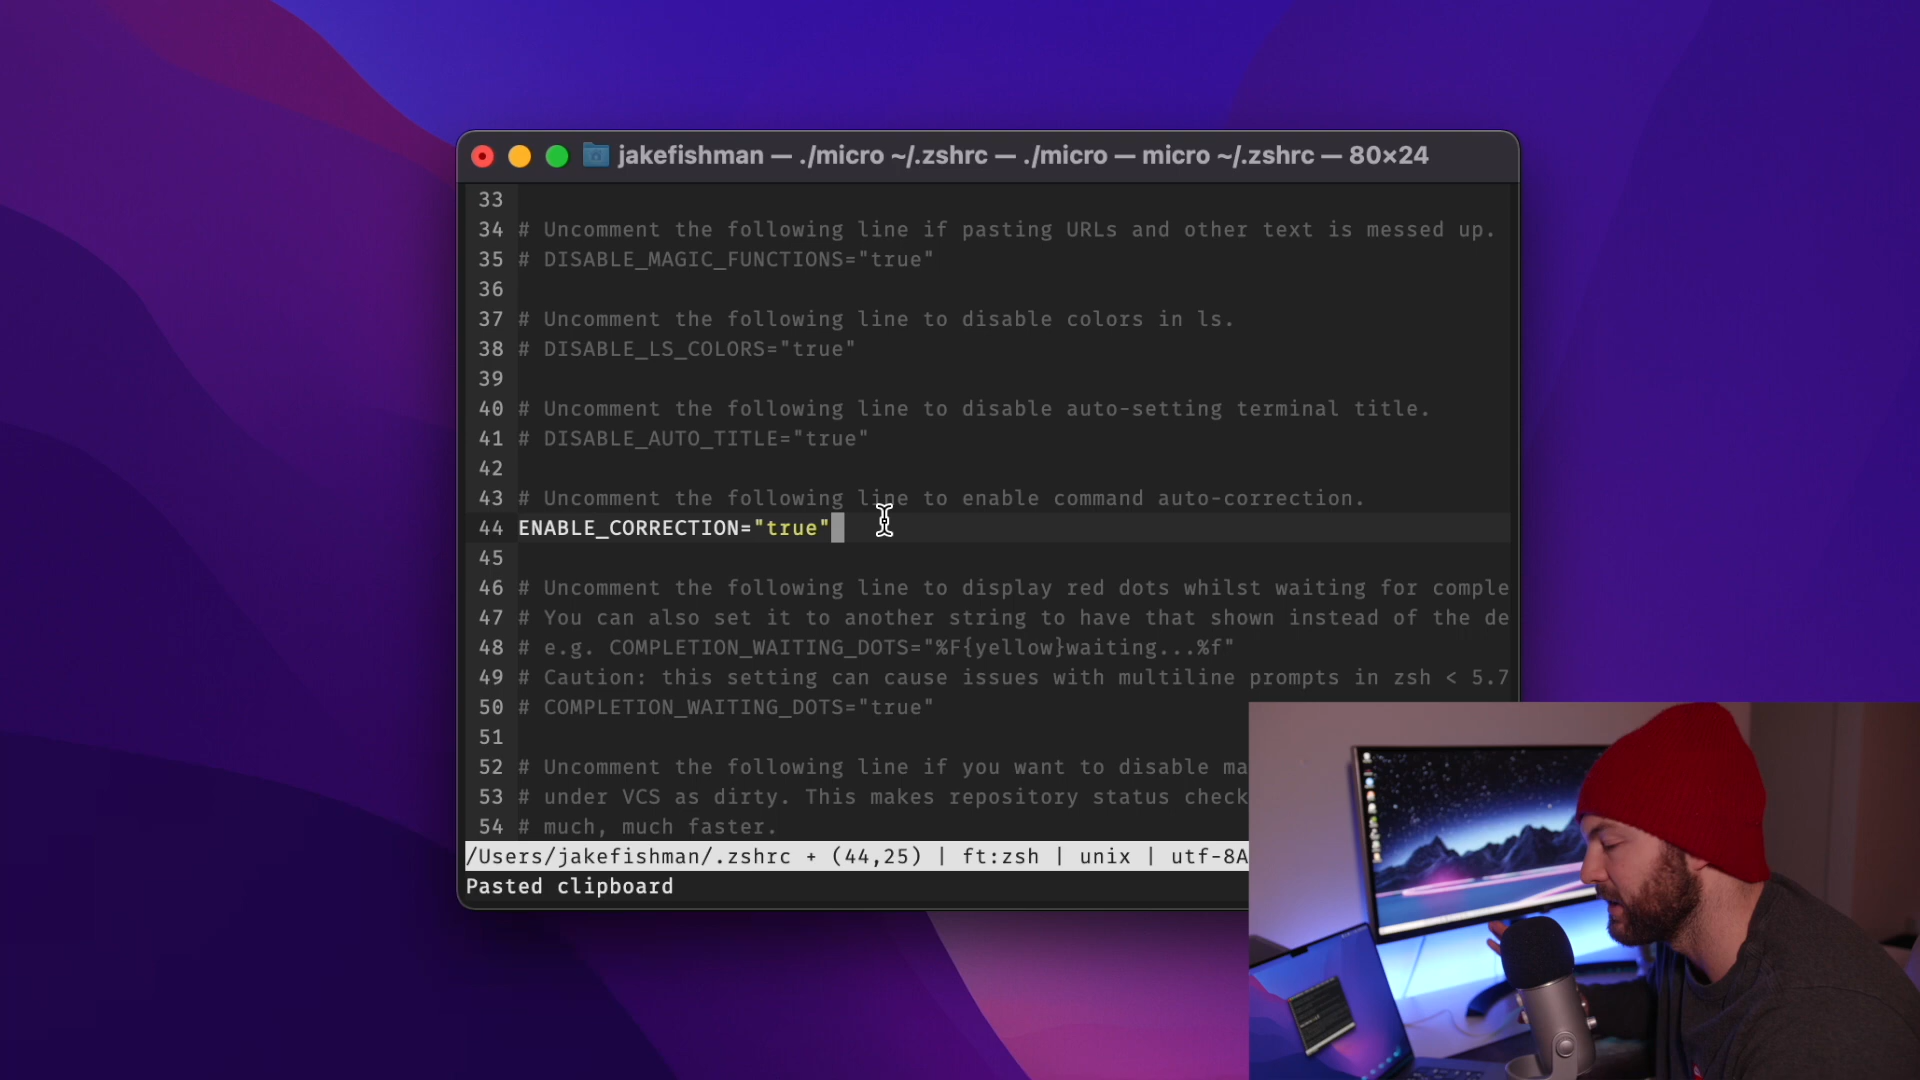 jakefishman — ./micro ~/.zshrc — ./micro — micro ~/.zshrc — 80×24
33
34 # Uncomment the following line if pasting URLs and other text is messed up.
35 # DISABLE_MAGIC_FUNCTIONS="true"
36
37 # Uncomment the following line to disable colors in ls.
38 # DISABLE_LS_COLORS="true"
39
40 # Uncomment the following line to disable auto-setting terminal title.
41 # DISABLE_AUTO_TITLE="true"
42
43 # Uncomment the following line to enable command auto-correction.
44 ENABLE_CORRECTION="true"
45
46 # Uncomment the following line to display red dots whilst waiting for comple
47 # You can also set it to another string to have that shown instead of the de
48 # e.g. COMPLETION_WAITING_DOTS="%F{yellow}waiting...%f"
49 # Caution: this setting can cause issues with multiline prompts in zsh < 5.7
50 # COMPLETION_WAITING_DOTS="true"
51
52 # Uncomment the following line if you want to disable ma
53 # under VCS as dirty. This makes repository status check
54 # much, much faster.
/Users/jakefishman/.zshrc + (44,25) | ft:zsh | unix | utf-8A
Pasted clipboard